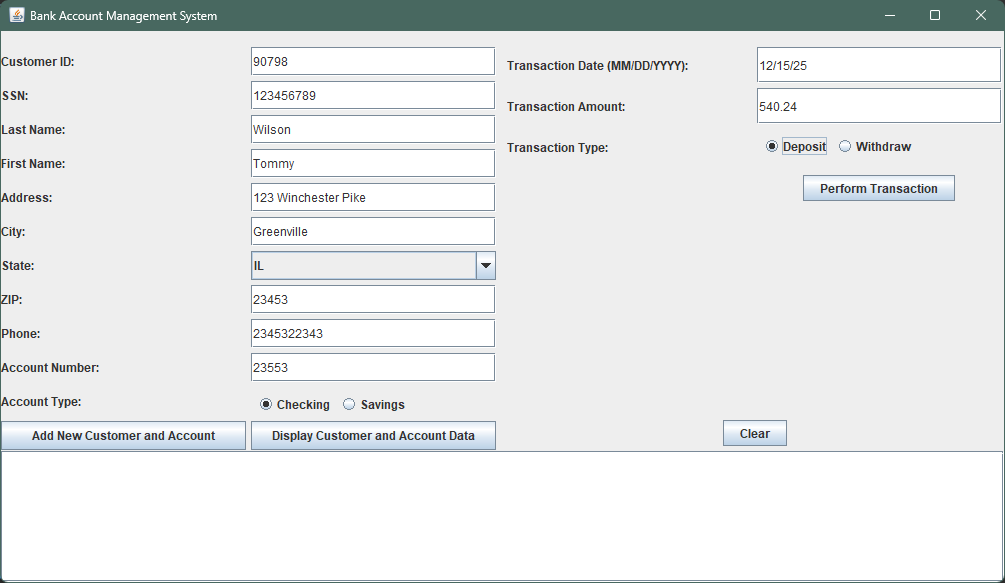 Bank Account Management System
Customer ID: 90798
SSN: 123456789
Last Name: Wilson
First Name: Tommy
Address: 123 Winchester Pike
City: Greenville
State: IL
ZIP: 23453
Phone: 2345322343
Account Number: 23553
Account Type: Checking Savings
Add New Customer and Account Display Customer and Account Data
Transaction Date (MM/DD/YYYY): 12/15/25
Transaction Amount: 540.24
Transaction Type: Deposit Withdraw
Perform Transaction
Clear